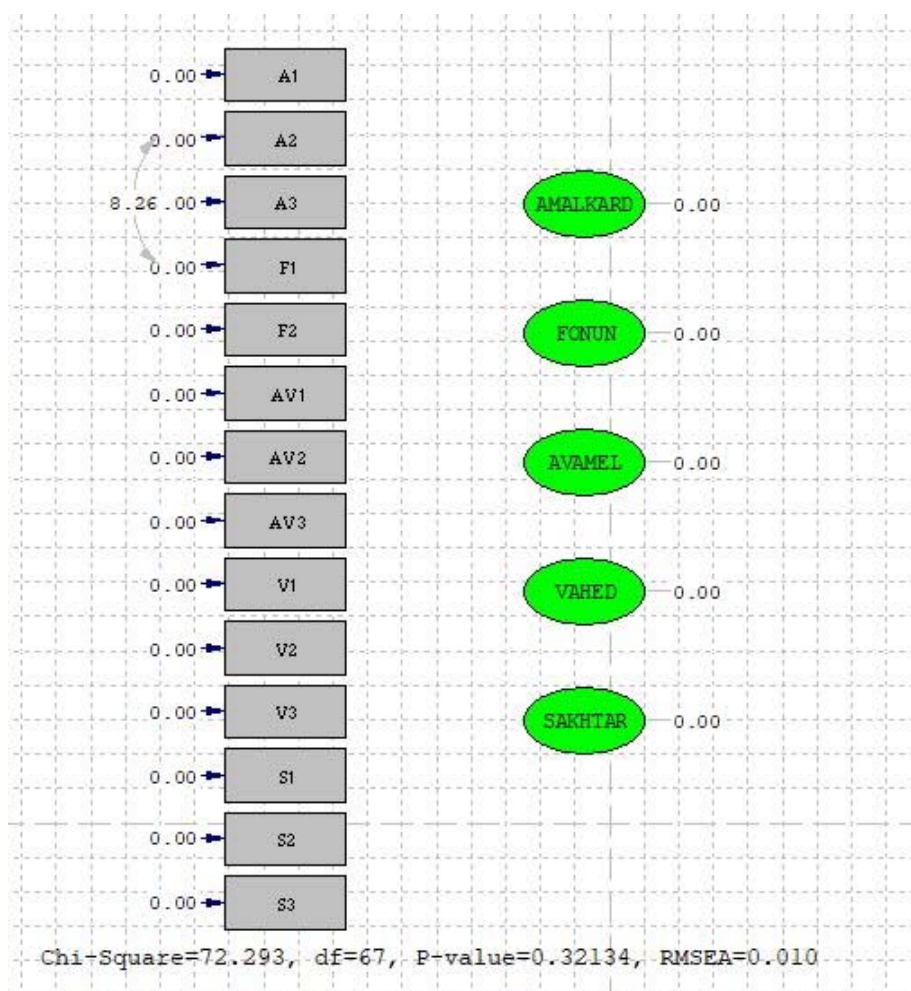 0.00 A1
0.00 A2
8.26.00 A3
AMALKARD 0.00
0.00 F1
0.00 F2
FONUN 0.00
0.00 AV1
0.00 AV2
AVAMEL 0.00
0.00 AV3
0.00 V1
VAHED 0.00
0.00 V2
0.00 V3
SAKHTAR 0.00
0.00 S1
0.00 S2
0.00 S3
Chi-Square=72.293, df=67, P-value=0.32134, RMSEA=0.010